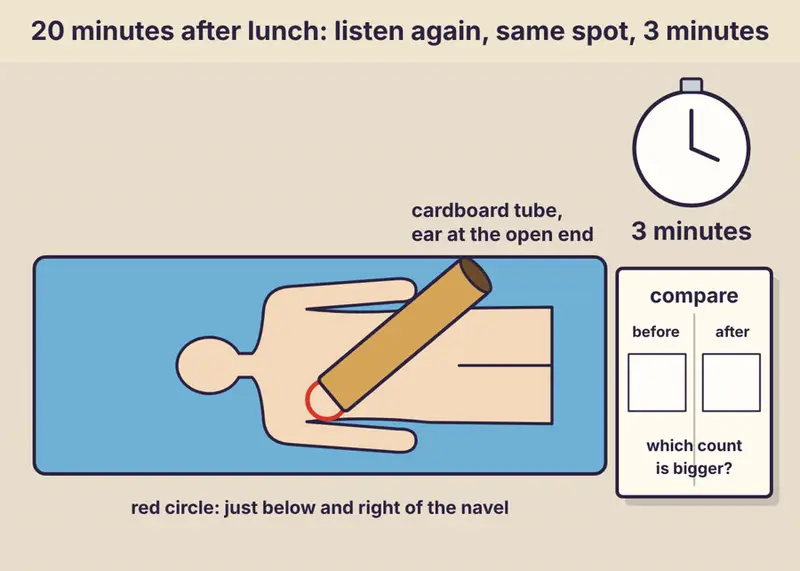 20 minutes after lunch: listen again, same spot, 3 minutes
cardboard tube,
ear at the open end
3 minutes
compare
before after
which count
is bigger?
red circle: just below and right of the navel